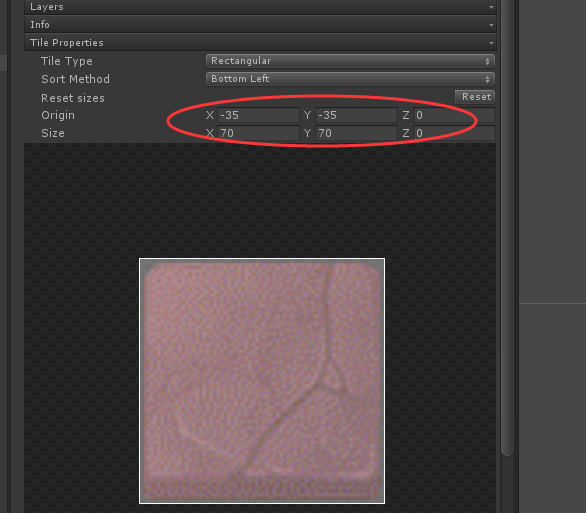 Layers
Info
Tile Properties
Tile Type Rectangular
Sort Method Bottom Left
Reset sizes Reset
Origin X -35 Y -35 Z 0
Size X 70 Y 70 Z 0